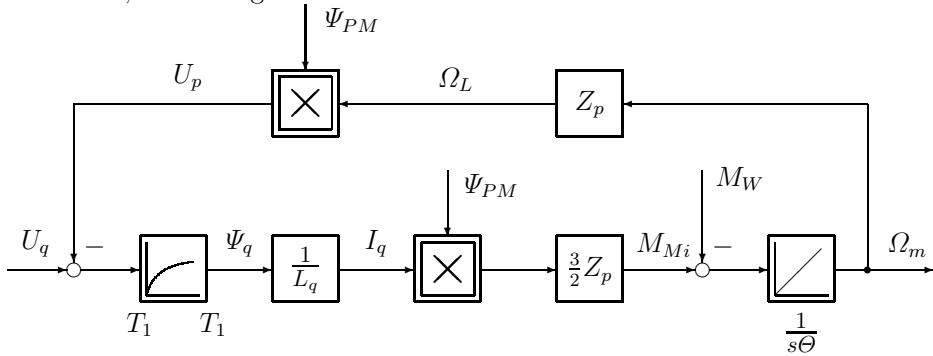 Ψ_PM
U_p
Ω_L
Z_p
Ψ_PM
M_W
U_q
−
Ψ_q
1/L_q
I_q
3/2 Z_p
M_Mi
−
Ω_m
T_1
T_1
1/sΘ